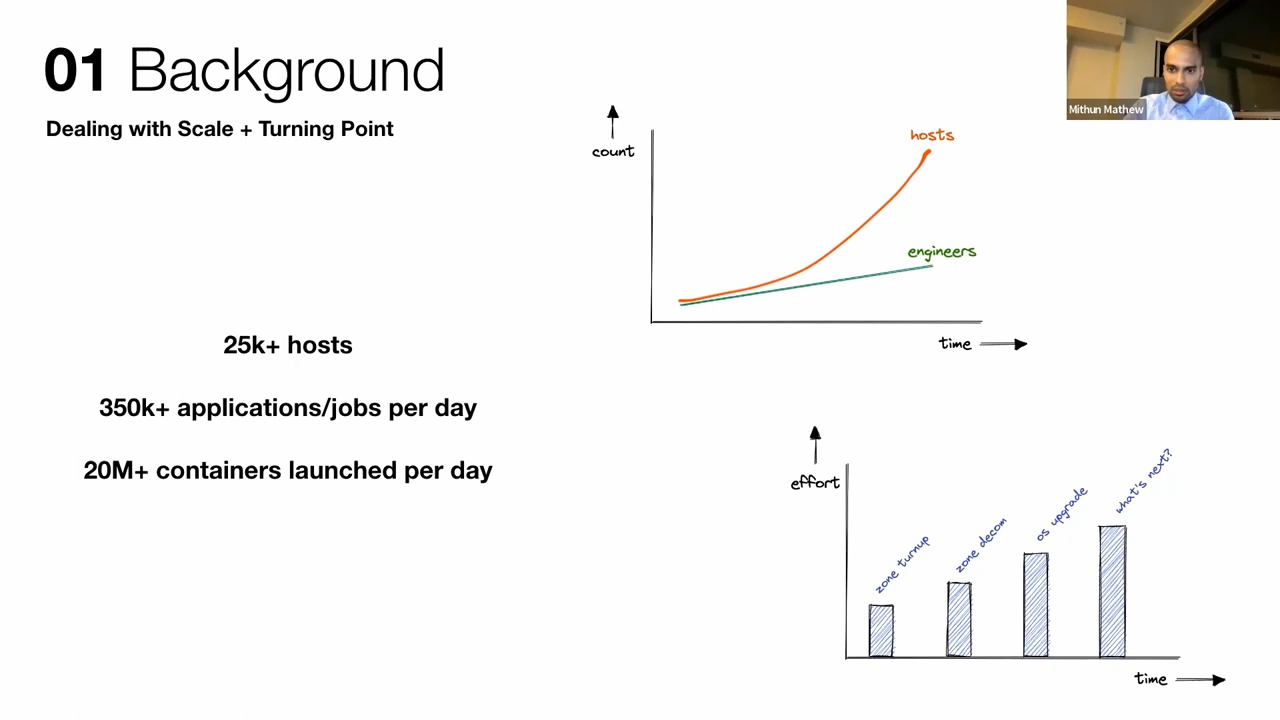 01 Background
Dealing with Scale + Turning Point
Mithun Mathew
count
hosts
engineers
time
25k+ hosts
350k+ applications/jobs per day
20M+ containers launched per day
effort
zone turnup
zone decom
os upgrade
what's next?
time